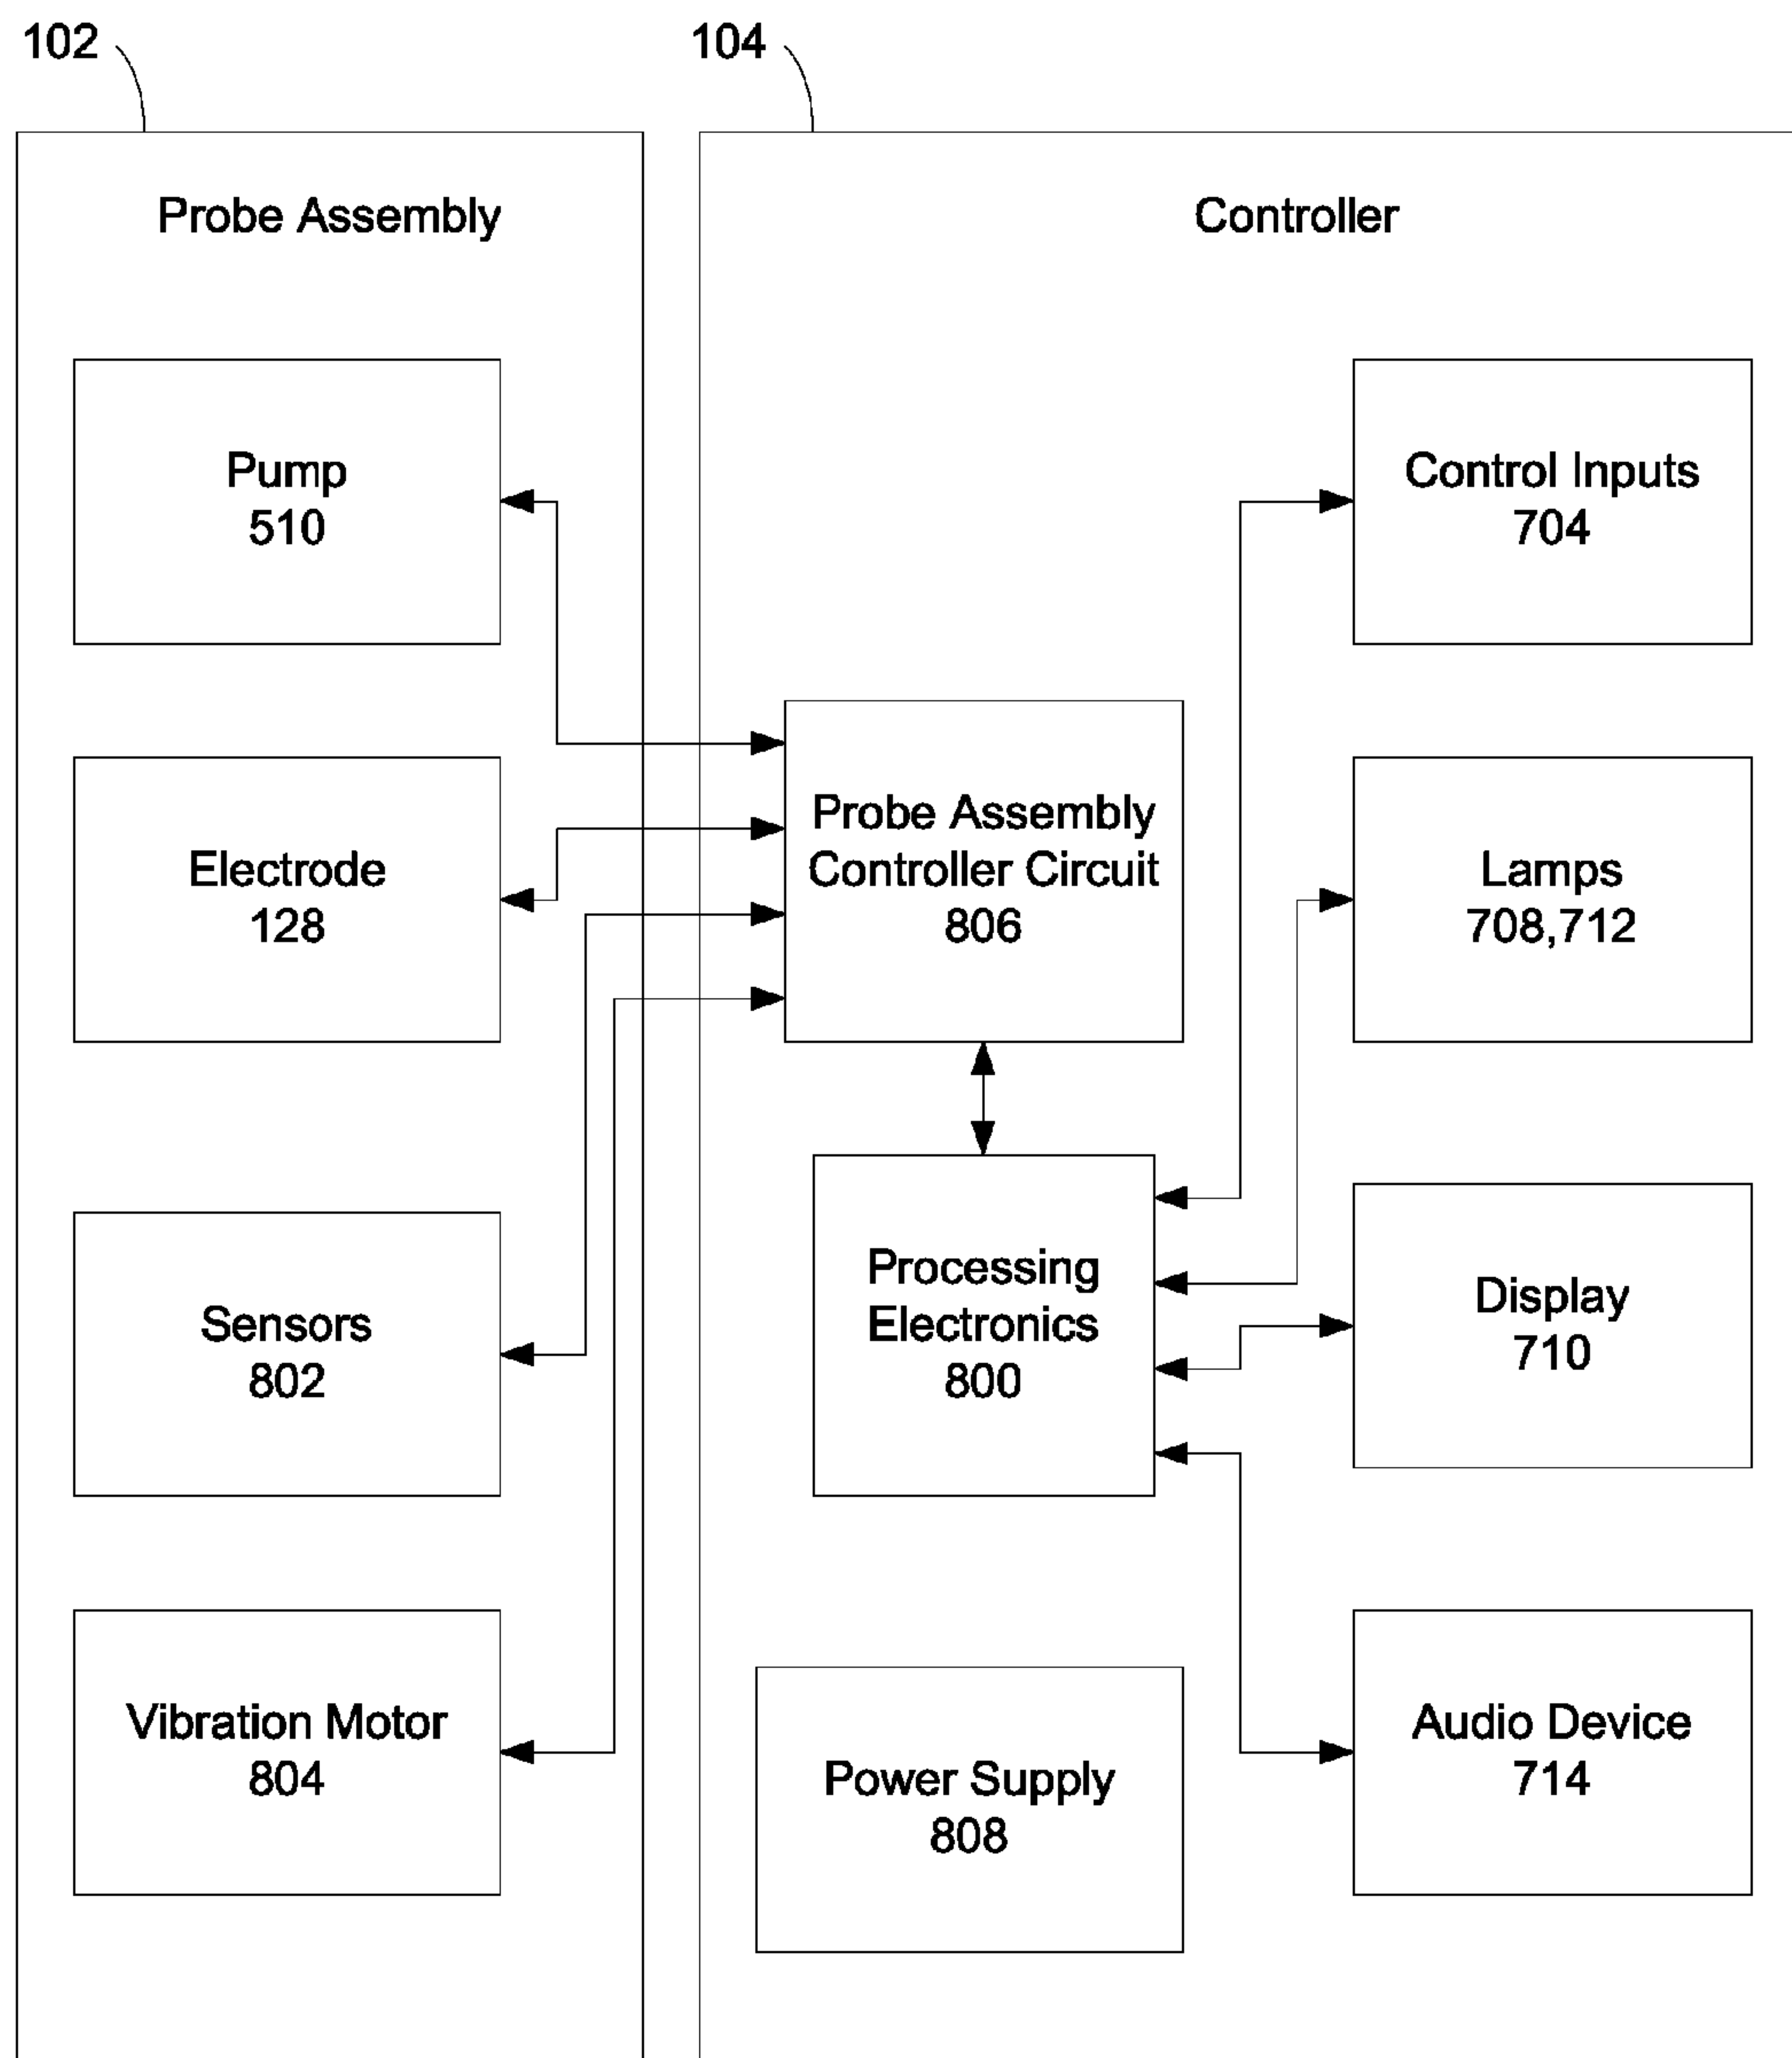 102
104
Probe Assembly
Controller
Pump
510
Control Inputs
704
Electrode
128
Probe Assembly
Controller Circuit
806
Lamps
708,712
Sensors
802
Processing
Electronics
800
Display
710
Vibration Motor
804
Power Supply
808
Audio Device
714